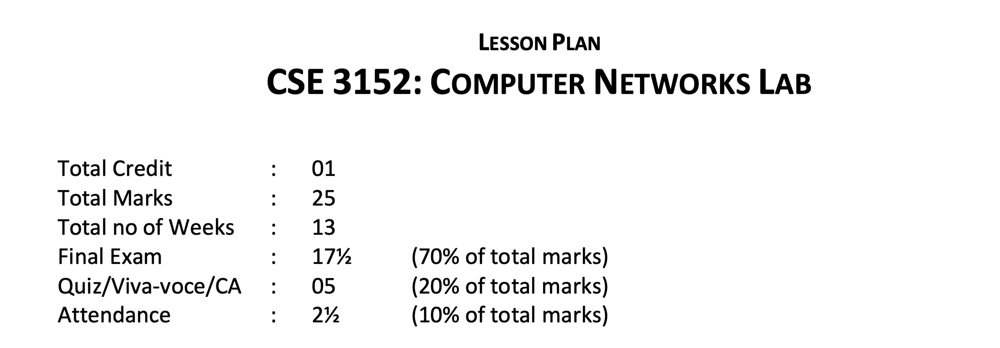 LESSON PLAN
CSE 3152: COMPUTER NETWORKS LAB
Total Credit : 01
Total Marks : 25
Total no of Weeks : 13
Final Exam : 17½ (70% of total marks)
Quiz/Viva-voce/CA : 05 (20% of total marks)
Attendance : 2½ (10% of total marks)